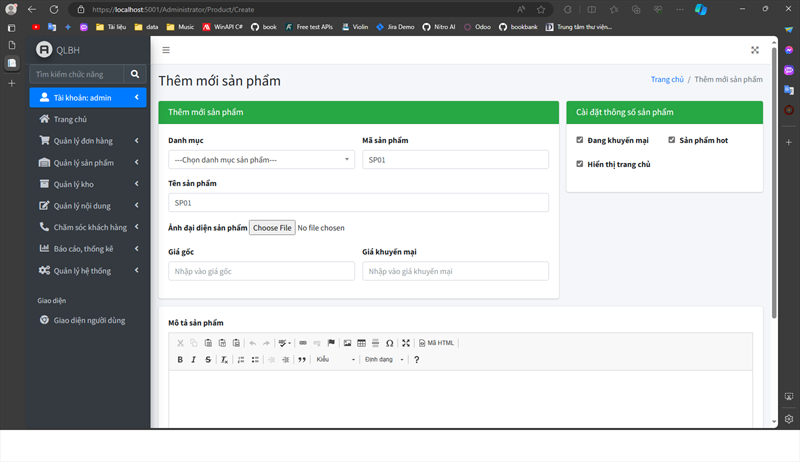 https://localhost:5001/Administrator/Product/Create
YouTube Tài liệu data Music WinAPI C# book Free test APIs Violin Jira Demo Nitro AI Odoo bookbank Trung tâm thư viện...
QLBH
Tìm kiếm chức năng
Tài khoản: admin
Trang chủ
Quản lý đơn hàng
Quản lý sản phẩm
Quản lý kho
Quản lý nội dung
Chăm sóc khách hàng
Báo cáo, thống kê
Quản lý hệ thống
Giao diện
Giao diện người dùng
Thêm mới sản phẩm
Trang chủ / Thêm mới sản phẩm
Thêm mới sản phẩm
Danh mục Mã sản phẩm
---Chọn danh mục sản phẩm--- SP01
Tên sản phẩm
SP01
Ảnh đại diện sản phẩm Choose File No file chosen
Giá gốc Giá khuyến mại
Nhập vào giá gốc Nhập vào giá khuyến mại
Cài đặt thông số sản phẩm
Đang khuyến mại Sản phẩm hot
Hiển thị trang chủ
Mô tả sản phẩm
Mã HTML
B I S Kiểu Định dạng ?